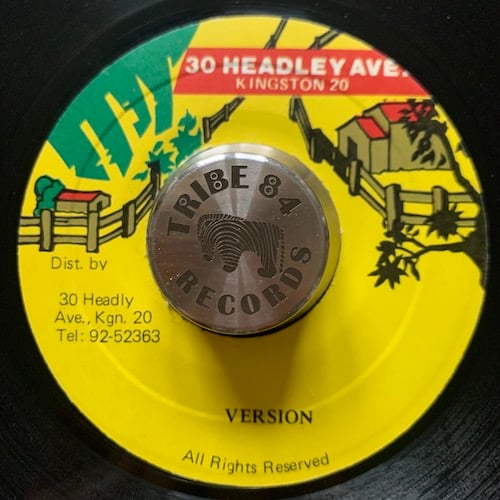 30 HEADLEY AVE.
KINGSTON 20
TRIBE 84
RECORDS
Dist. by
30 Headly
Ave., Kgn. 20
Tel: 92-52363
VERSION
All Rights Reserved